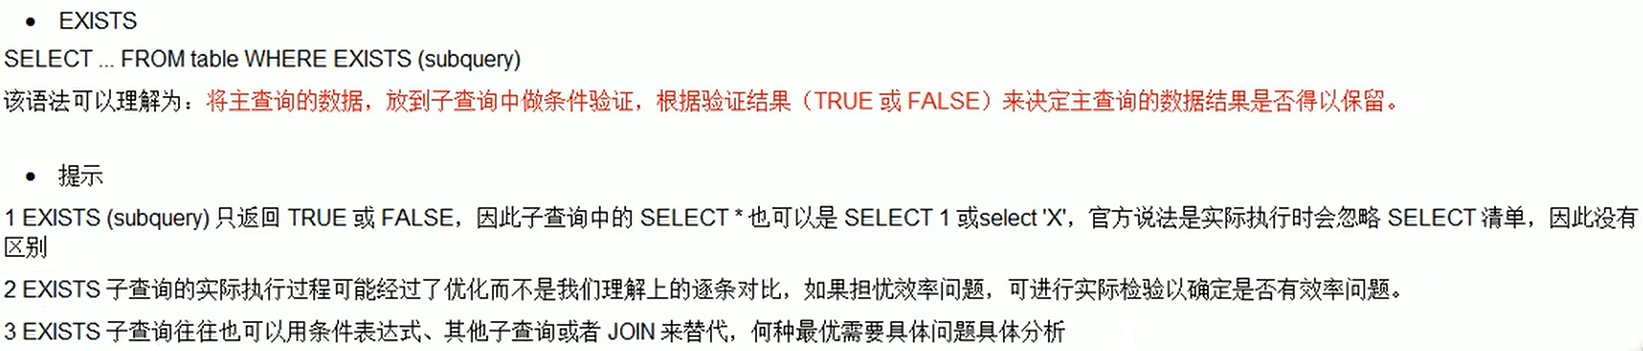 • EXISTS
SELECT ... FROM table WHERE EXISTS (subquery)
该语法可以理解为：将主查询的数据，放到子查询中做条件验证，根据验证结果（TRUE 或 FALSE）来决定主查询的数据结果是否得以保留。
• 提示
1 EXISTS (subquery) 只返回 TRUE 或 FALSE，因此子查询中的 SELECT * 也可以是 SELECT 1 或select 'X'，官方说法是实际执行时会忽略 SELECT 清单，因此没有
区别
2 EXISTS 子查询的实际执行过程可能经过了优化而不是我们理解上的逐条对比，如果担忧效率问题，可进行实际检验以确定是否有效率问题。
3 EXISTS 子查询往往也可以用条件表达式、其他子查询或者 JOIN 来替代，何种最优需要具体问题具体分析